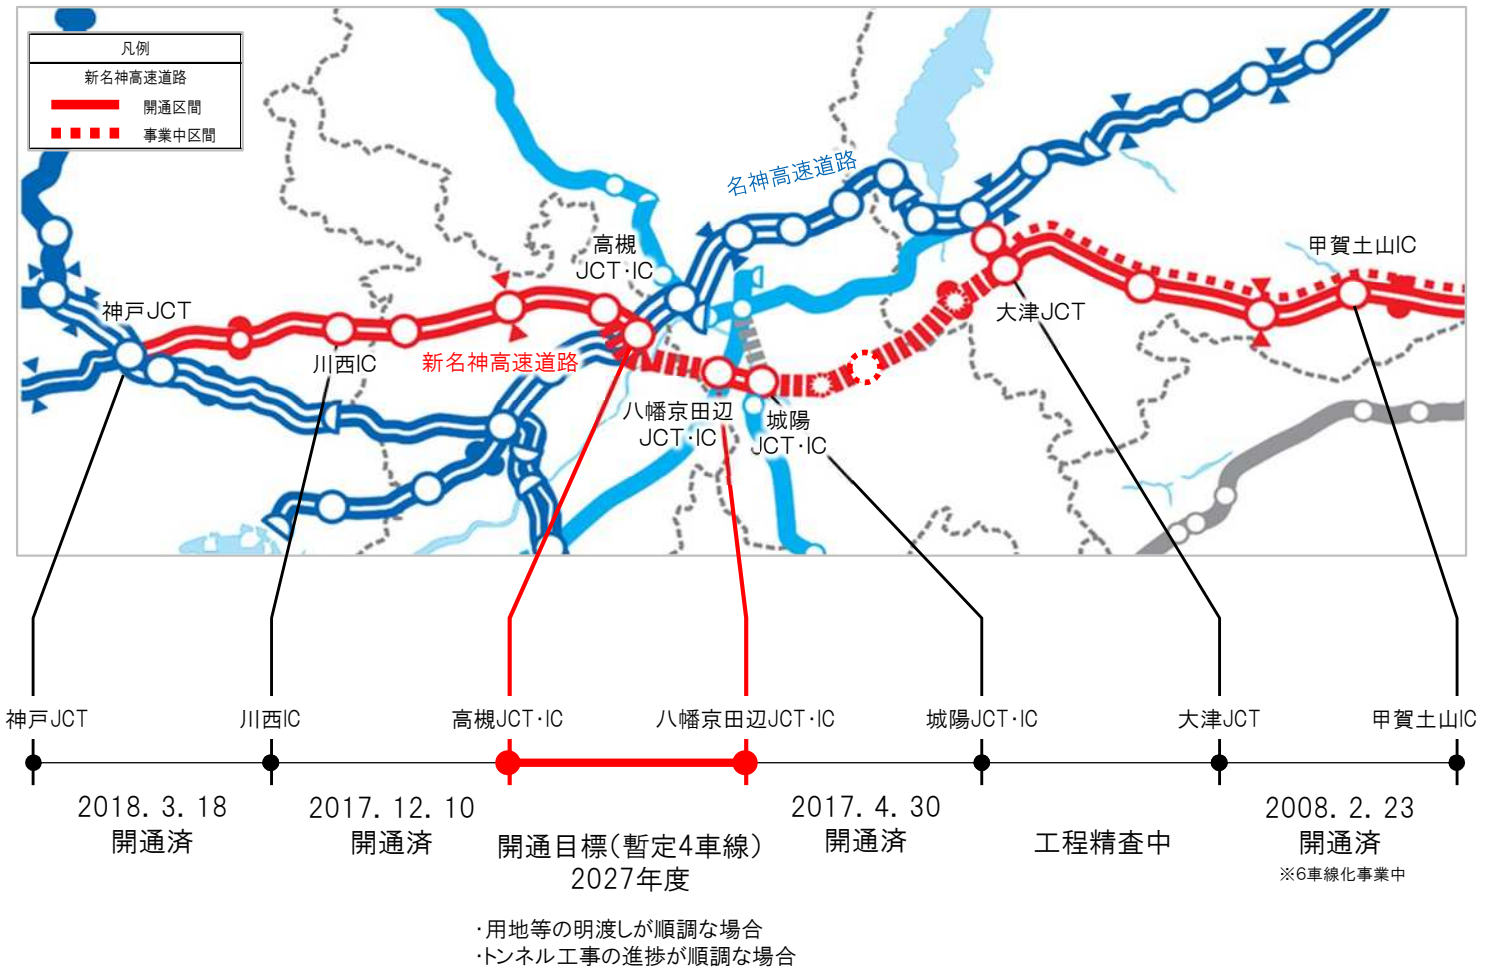 凡例
新名神高速道路
開通区間
事業中区間
名神高速道路
高槻
JCT・IC
甲賀土山IC
神戸JCT
大津JCT
川西IC
新名神高速道路
八幡京田辺
JCT・IC
城陽
JCT・IC
神戸JCT
川西IC
高槻JCT・IC
八幡京田辺JCT・IC
城陽JCT・IC
大津JCT
甲賀土山IC
2018.3.18
開通済
2017.12.10
開通済
開通目標(暫定4車線)
2027年度
2017.4.30
開通済
工程精査中
2008.2.23
開通済
※6車線化事業中
・用地等の明渡しが順調な場合
・トンネル工事の進捗が順調な場合